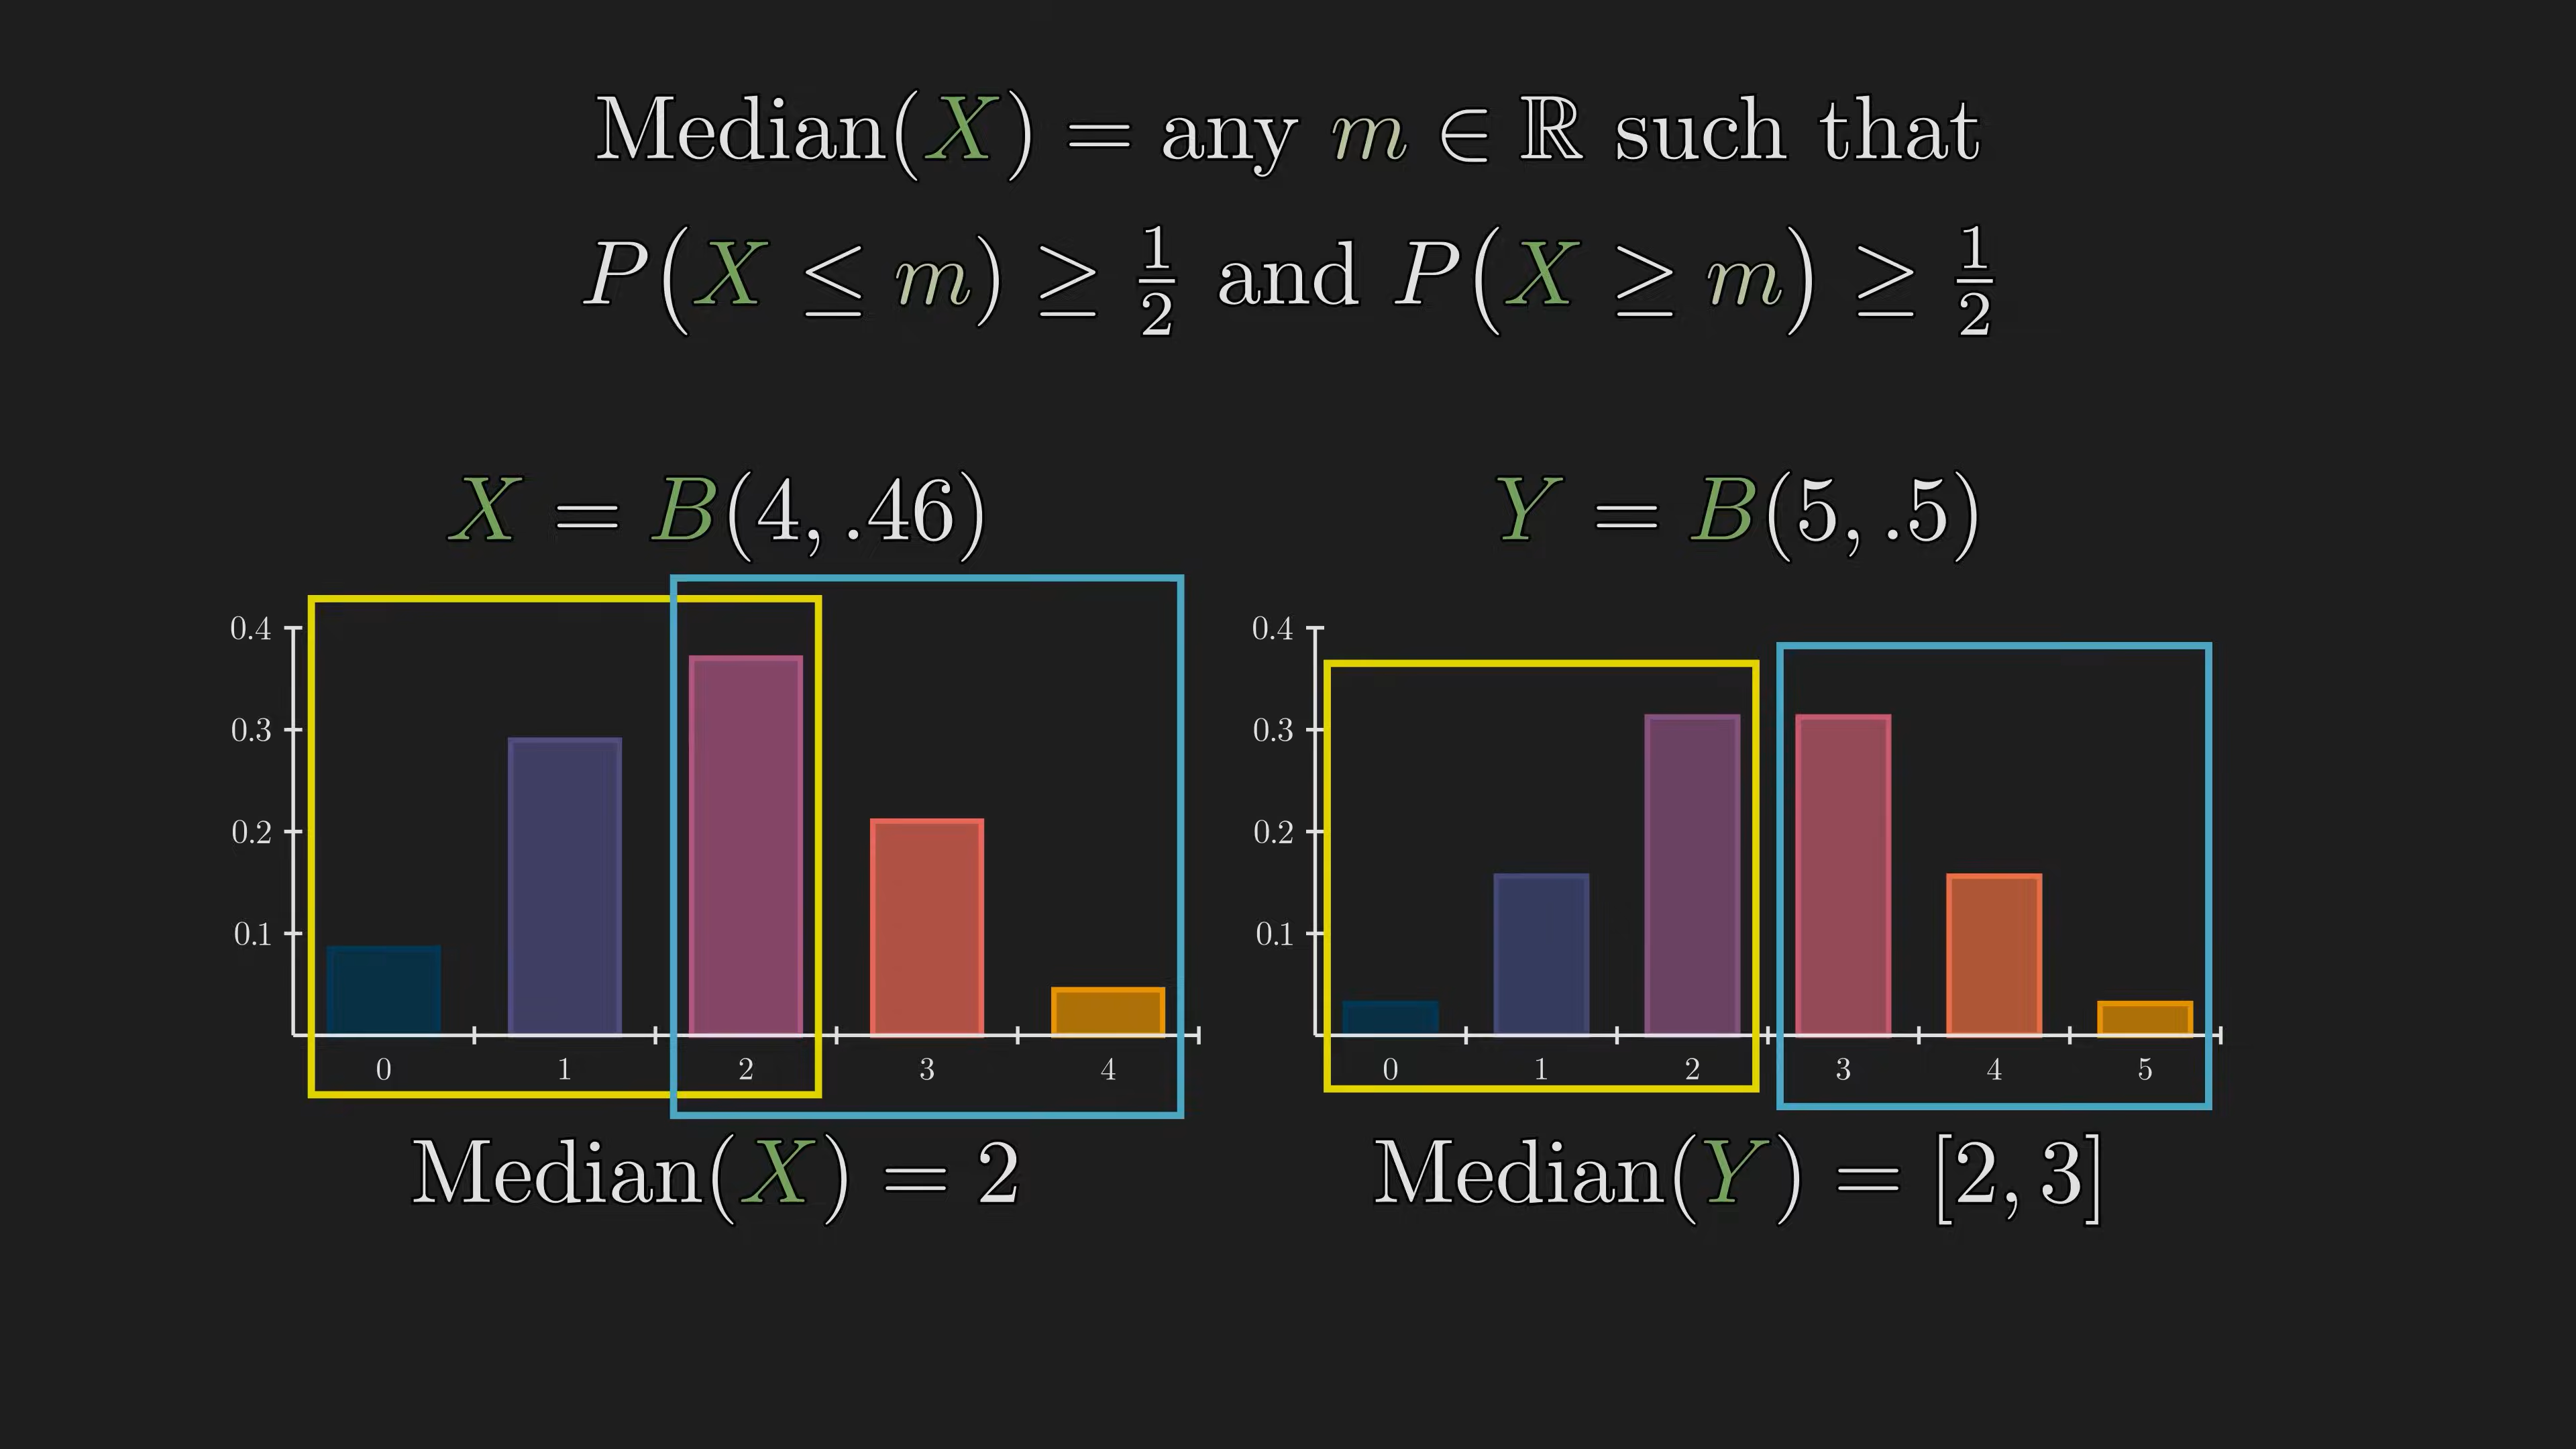 Median(X) = any m ∈ ℝ such that
P(X ≤ m) ≥ 1/2 and P(X ≥ m) ≥ 1/2
X = B(4, .46)
0.4
0.3
0.2
0.1
0 1 2 3 4
Median(X) = 2
Y = B(5, .5)
0.4
0.3
0.2
0.1
0 1 2 3 4 5
Median(Y) = [2, 3]